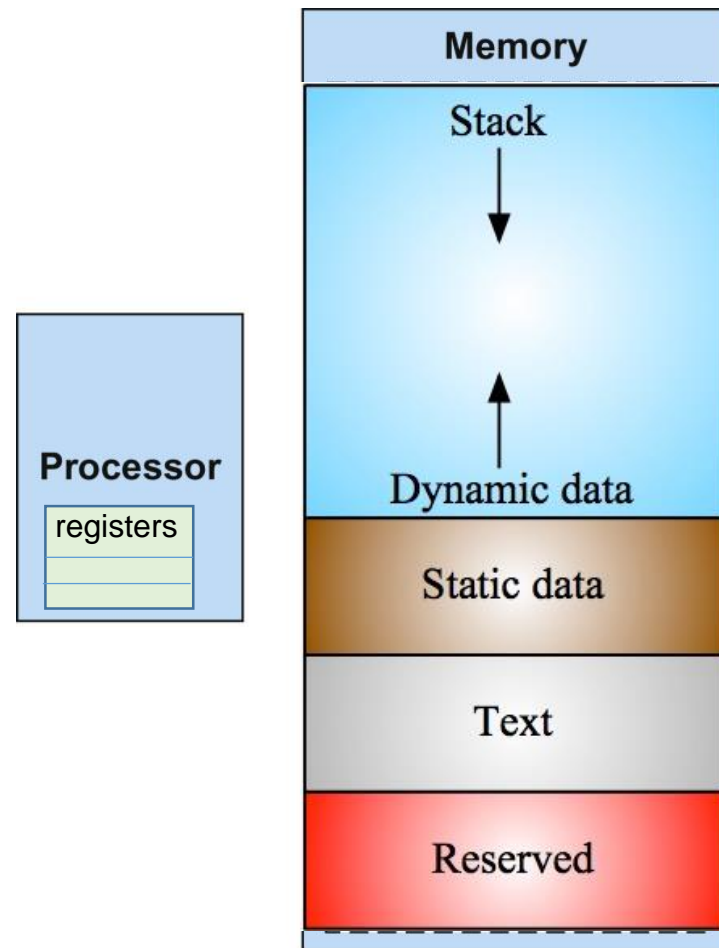 Memory
Stack
Dynamic data
Static data
Text
Reserved
Processor
registers